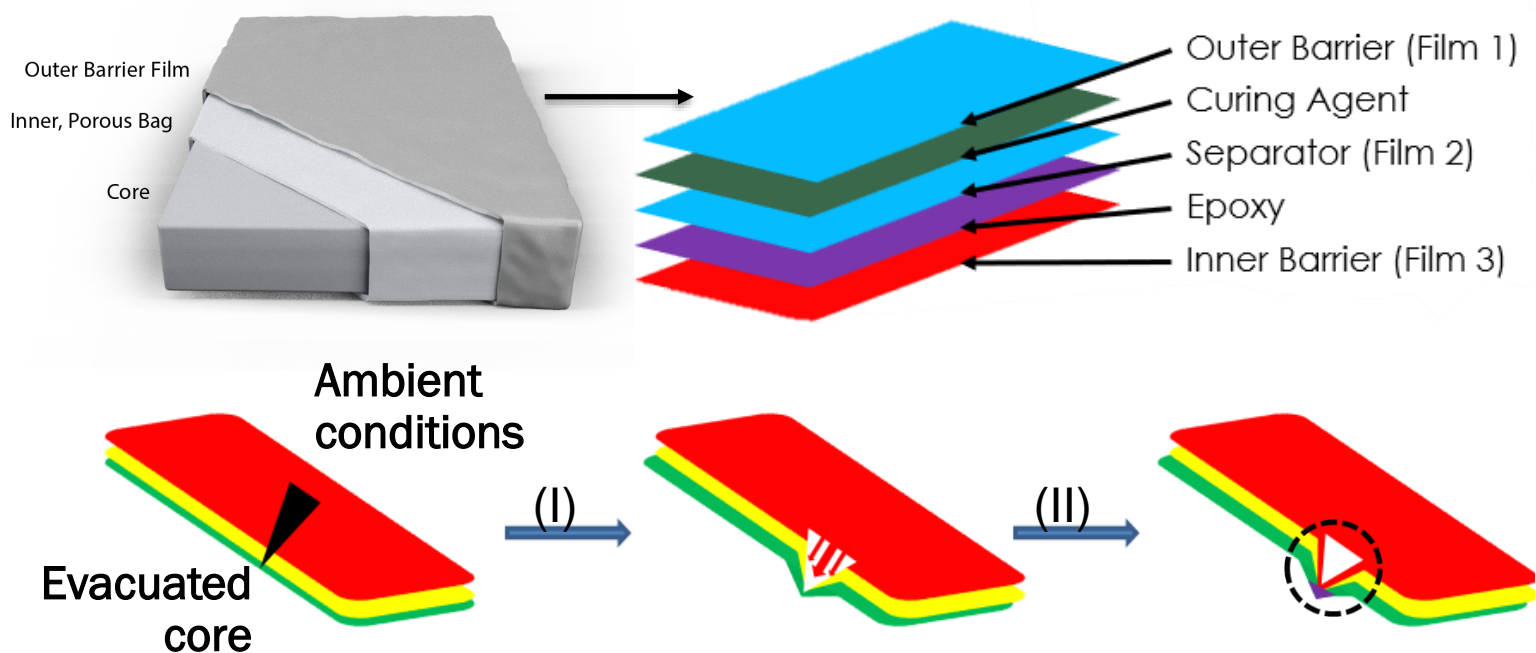 Outer Barrier Film
Inner, Porous Bag
Core
Outer Barrier (Film 1)
Curing Agent
Separator (Film 2)
Epoxy
Inner Barrier (Film 3)
Ambient
conditions
(I)
(II)
Evacuated
core